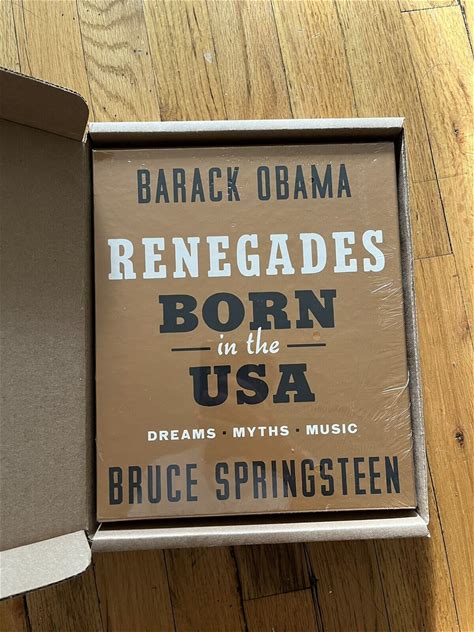 BARACK OBAMA
RENEGADES
BORN
in the
USA
DREAMS · MYTHS · MUSIC
BRUCE SPRINGSTEEN